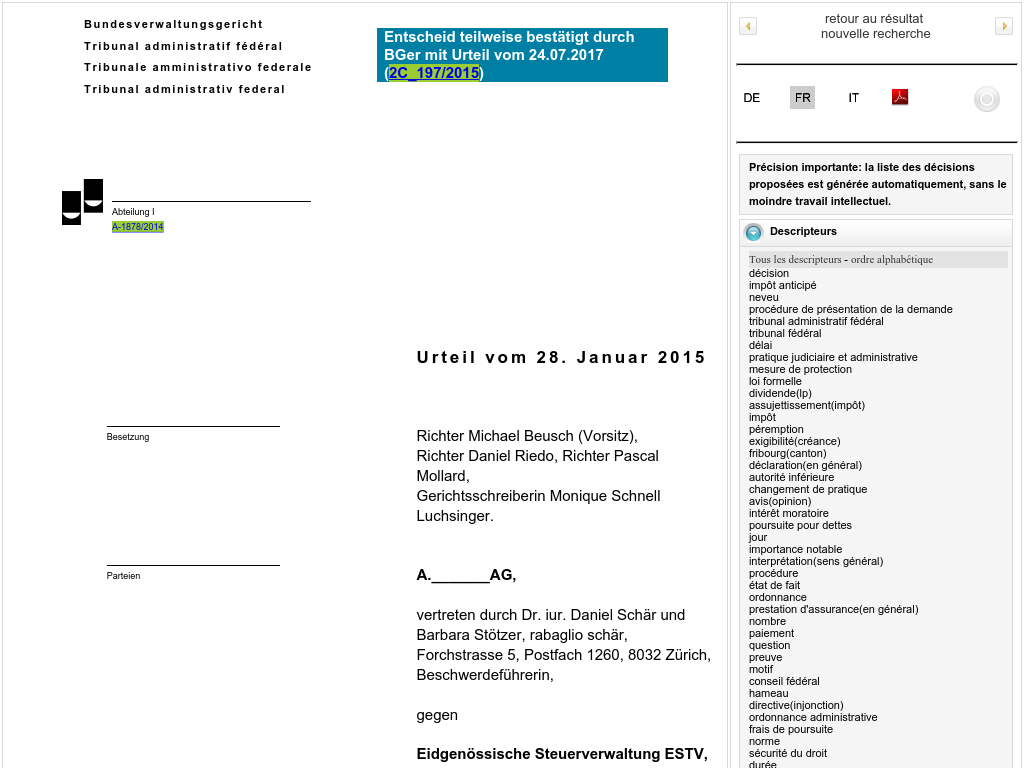 Bundesverwaltungsgericht
Tribunal administratif fédéral
Tribunale amministrativo federale
Tribunal administrativ federal
Entscheid teilweise bestätigt durch
BGer mit Urteil vom 24.07.2017
(2C_197/2015)
Abteilung I
A-1878/2014
Urteil vom 28. Januar 2015
Besetzung
Richter Michael Beusch (Vorsitz),
Richter Daniel Riedo, Richter Pascal
Mollard,
Gerichtsschreiberin Monique Schnell
Luchsinger.
Parteien
A._______AG,
vertreten durch Dr. iur. Daniel Schär und
Barbara Stötzer, rabaglio schär,
Forchstrasse 5, Postfach 1260, 8032 Zürich,
Beschwerdeführerin,
gegen
Eidgenössische Steuerverwaltung ESTV,
retour au résultat
nouvelle recherche
DE FR IT
Précision importante: la liste des décisions
proposées est générée automatiquement, sans le
moindre travail intellectuel.
Descripteurs
Tous les descripteurs - ordre alphabétique
décision
impôt anticipé
neveu
procédure de présentation de la demande
tribunal administratif fédéral
tribunal fédéral
délai
pratique judiciaire et administrative
mesure de protection
loi formelle
dividende(lp)
assujettissement(impôt)
impôt
péremption
exigibilité(créance)
fribourg(canton)
déclaration(en général)
autorité inférieure
changement de pratique
avis(opinion)
intérêt moratoire
poursuite pour dettes
jour
importance notable
interprétation(sens général)
procédure
état de fait
ordonnance
prestation d'assurance(en général)
nombre
paiement
question
preuve
motif
conseil fédéral
hameau
directive(injonction)
ordonnance administrative
frais de poursuite
norme
sécurité du droit
durée